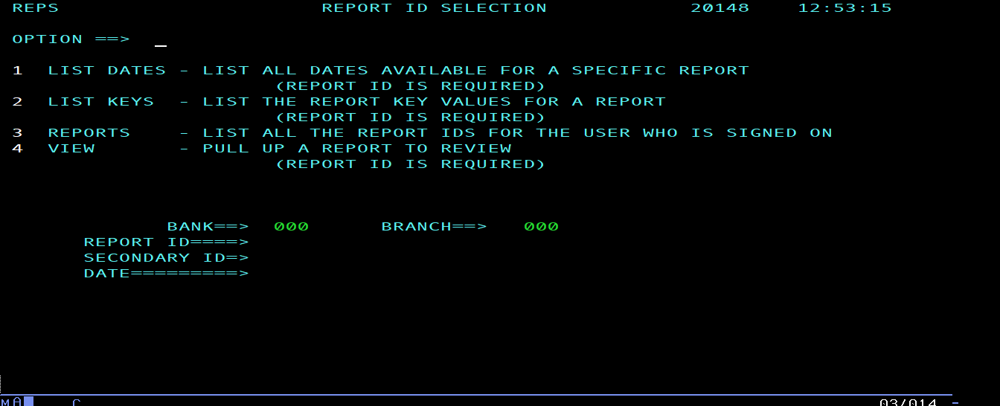 REPS REPORT ID SELECTION 20148 12:53:15
OPTION ==> _
1 LIST DATES - LIST ALL DATES AVAILABLE FOR A SPECIFIC REPORT
(REPORT ID IS REQUIRED)
2 LIST KEYS - LIST THE REPORT KEY VALUES FOR A REPORT
(REPORT ID IS REQUIRED)
3 REPORTS - LIST ALL THE REPORT IDS FOR THE USER WHO IS SIGNED ON
4 VIEW - PULL UP A REPORT TO REVIEW
(REPORT ID IS REQUIRED)
BANK==> 000 BRANCH==> 000
REPORT ID====>
SECONDARY ID=>
DATE=========>
MA C 03/014